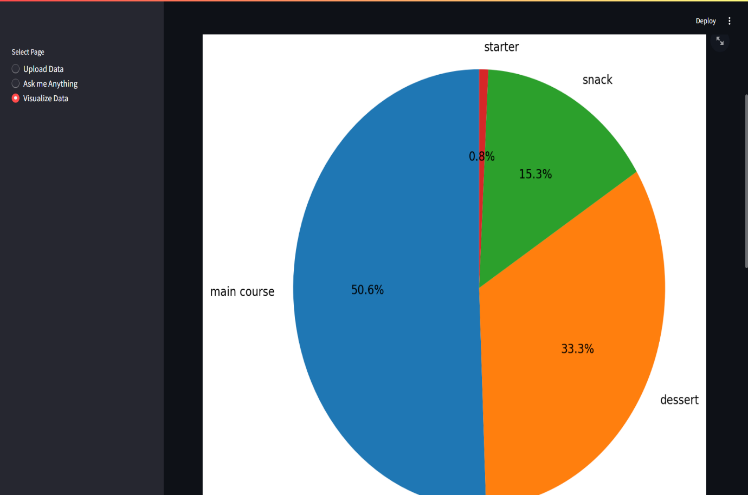 Deploy
Select Page
Upload Data
Ask me Anything
Visualize Data
starter
snack
0.8%
15.3%
main course
50.6%
33.3%
dessert